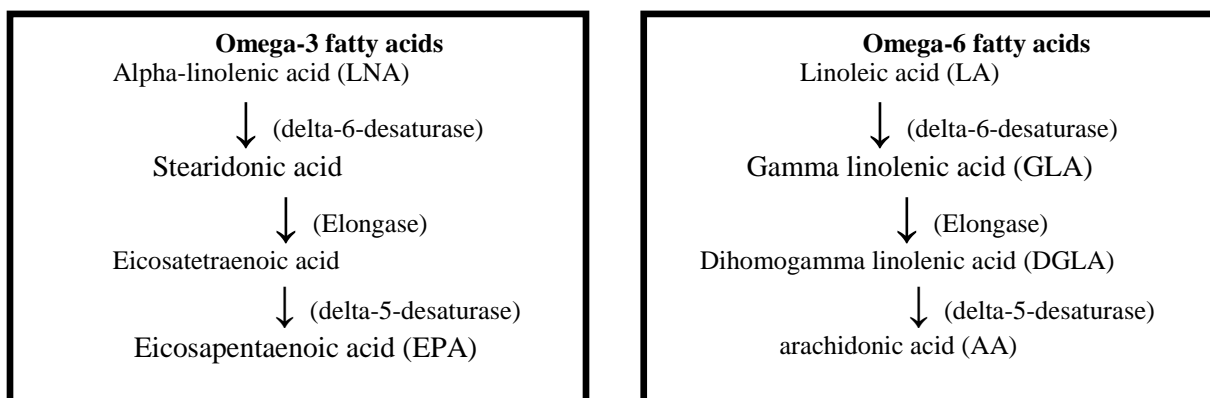 Omega-3 fatty acids
Alpha-linolenic acid (LNA)
(delta-6-desaturase)
Stearidonic acid
(Elongase)
Eicosatetraenoic acid
(delta-5-desaturase)
Eicosapentaenoic acid (EPA)
Omega-6 fatty acids
Linoleic acid (LA)
(delta-6-desaturase)
Gamma linolenic acid (GLA)
(Elongase)
Dihomogamma linolenic acid (DGLA)
(delta-5-desaturase)
arachidonic acid (AA)